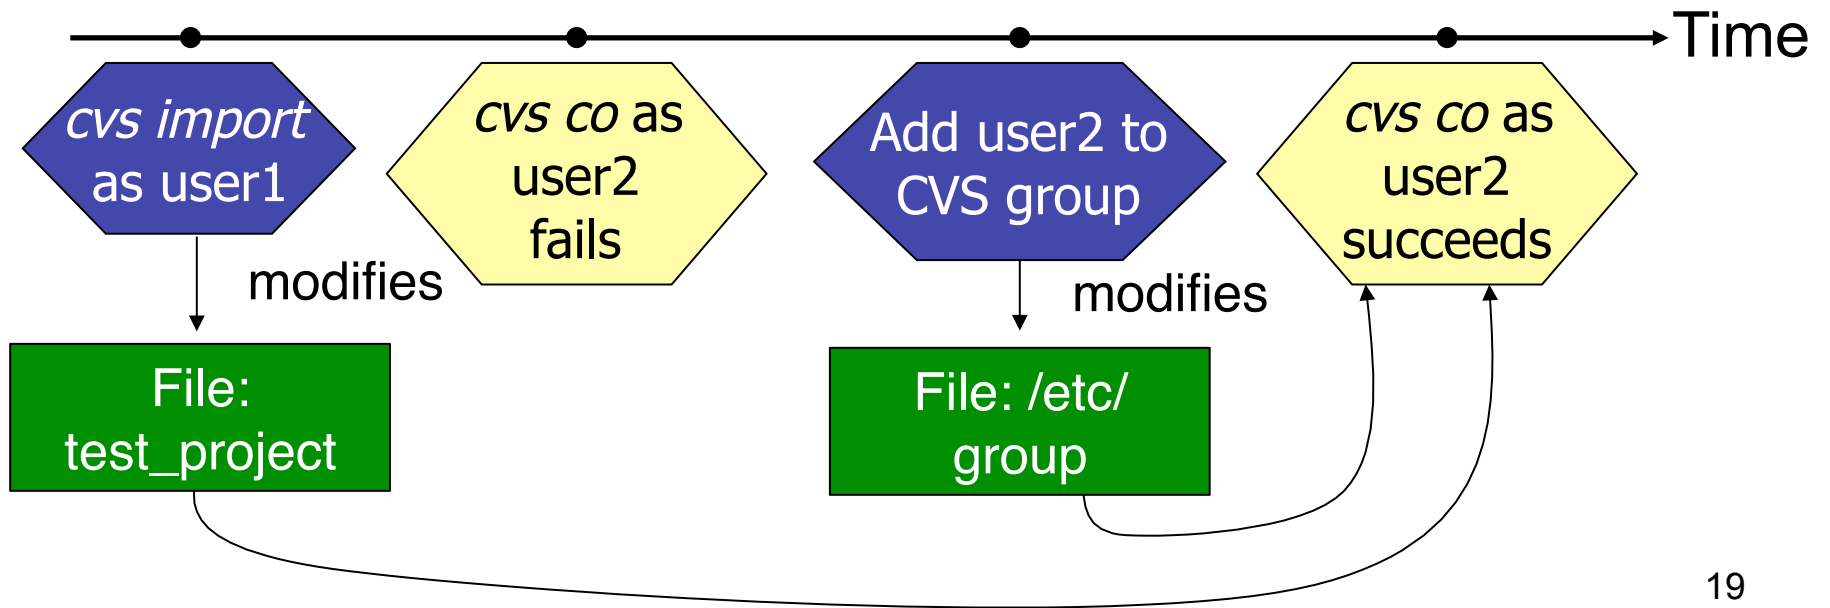 Time
cvs import
as user1
cvs co as
user2
fails
Add user2 to
CVS group
cvs co as
user2
succeeds
modifies
modifies
File:
test_project
File: /etc/
group
19